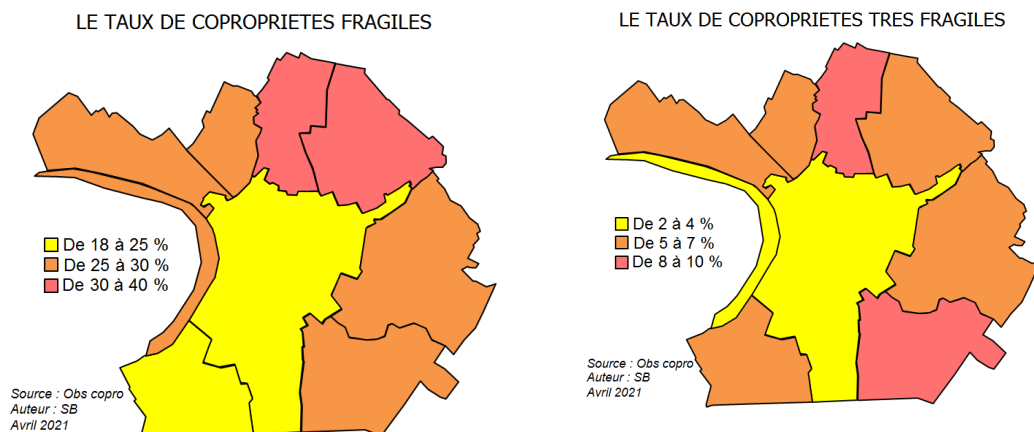 LE TAUX DE COPROPRIETES FRAGILES
De 18 à 25 %
De 25 à 30 %
De 30 à 40 %
Source : Obs copro
Auteur : SB
Avril 2021
LE TAUX DE COPROPRIETES TRES FRAGILES
De 2 à 4 %
De 5 à 7 %
De 8 à 10 %
Source : Obs copro
Auteur : SB
Avril 2021